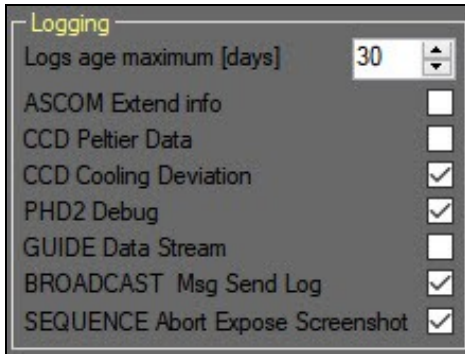 Logging
Logs age maximum [days] 30
ASCOM Extend info
CCD Peltier Data
CCD Cooling Deviation
PHD2 Debug
GUIDE Data Stream
BROADCAST Msg Send Log
SEQUENCE Abort Expose Screenshot